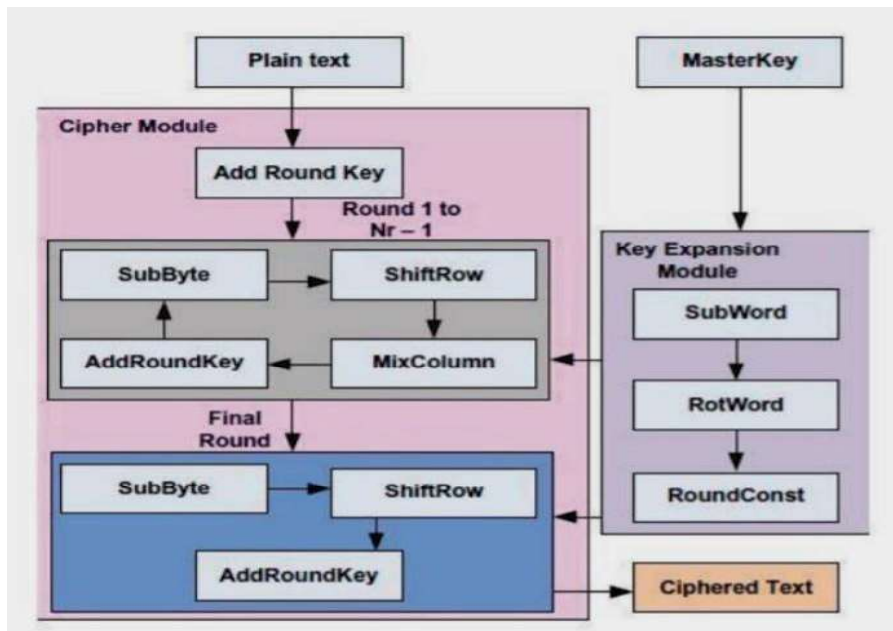 Plain text
MasterKey
Cipher Module
Add Round Key
Round 1 to
Nr – 1
SubByte
ShiftRow
AddRoundKey
MixColumn
Key Expansion
Module
SubWord
RotWord
RoundConst
Final
Round
SubByte
ShiftRow
AddRoundKey
Ciphered Text